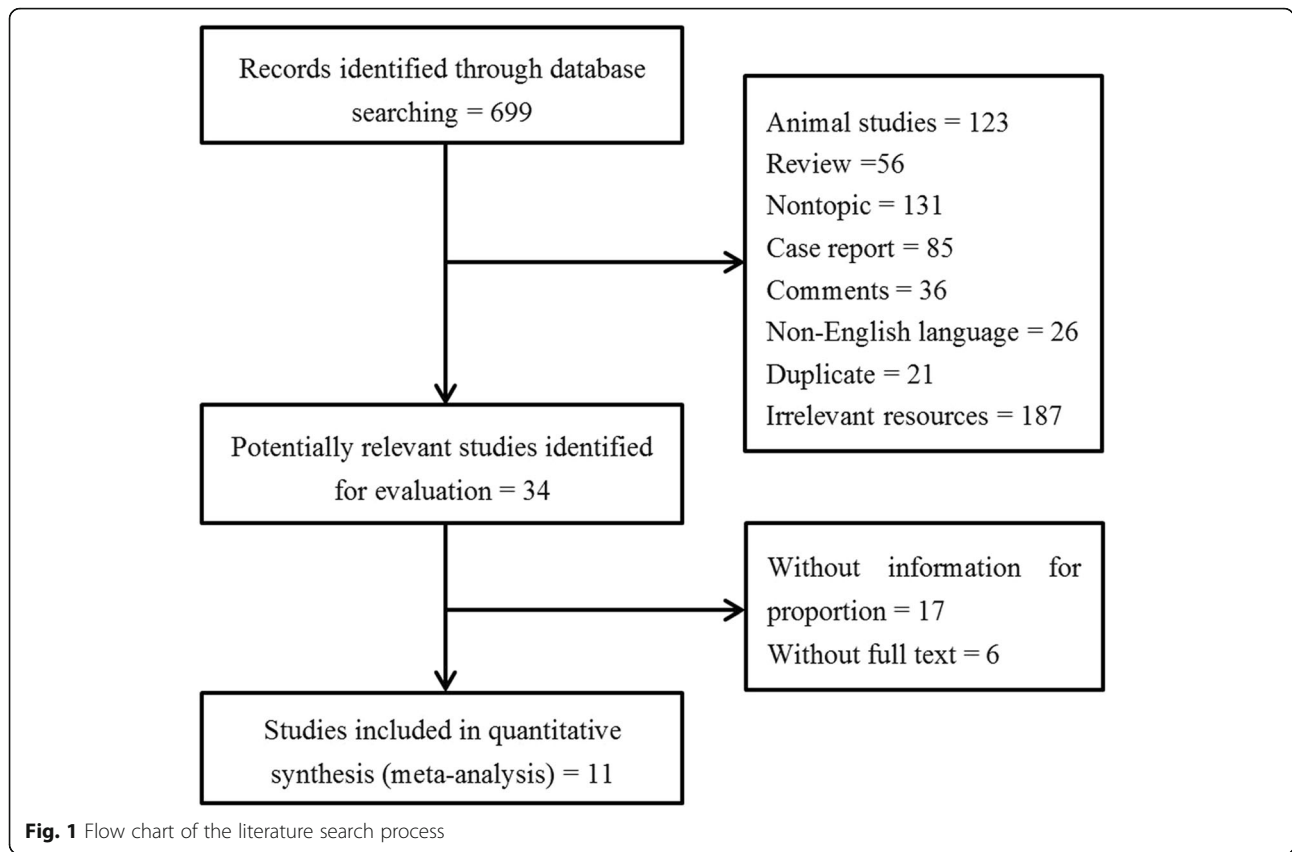 Records identified through database
searching = 699
Animal studies = 123
Review =56
Nontopic = 131
Case report = 85
Comments = 36
Non-English language = 26
Duplicate = 21
Irrelevant resources = 187
Potentially relevant studies identified
for evaluation = 34
Without information for
proportion = 17
Without full text = 6
Studies included in quantitative
synthesis (meta-analysis) = 11
Fig. 1 Flow chart of the literature search process